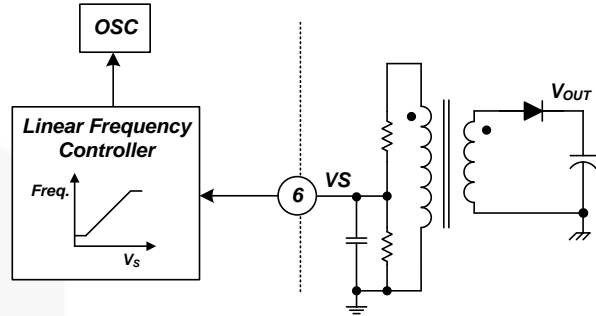 OSC
Linear Frequency
Controller
Freq.
VS
6
VS
VOUT